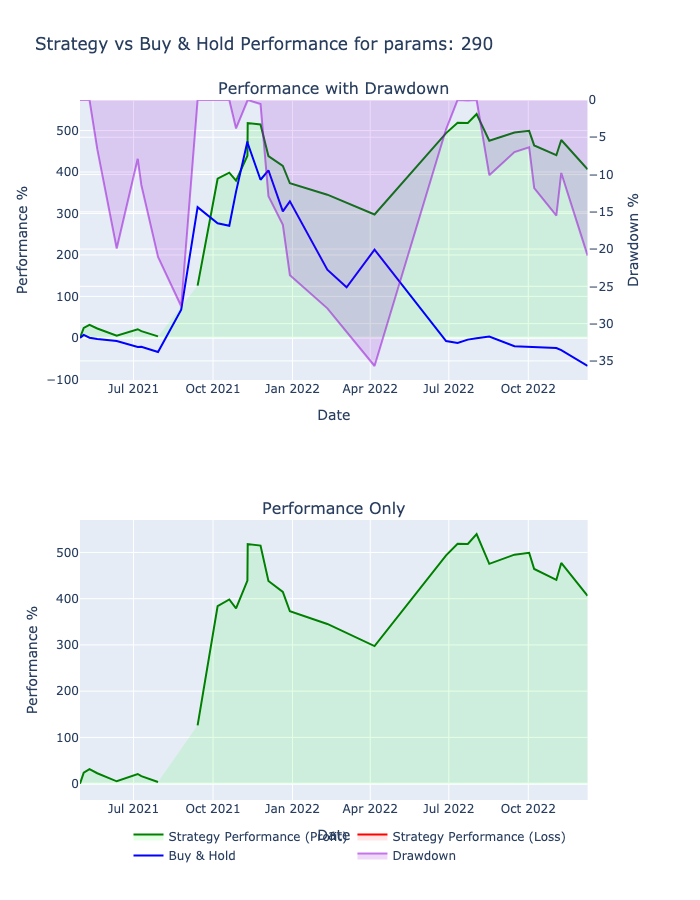 Strategy vs Buy & Hold Performance for params: 290
Performance with Drawdown
500
400
300
200
100
0
−100
0
−5
−10
−15
−20
−25
−30
−35
Performance %
Drawdown %
Jul 2021 Oct 2021 Jan 2022 Apr 2022 Jul 2022 Oct 2022
Date
Performance Only
500
400
300
200
100
0
Performance %
Jul 2021 Oct 2021 Jan 2022 Apr 2022 Jul 2022 Oct 2022
Date
Strategy Performance (Profit) Strategy Performance (Loss)
Buy & Hold Drawdown